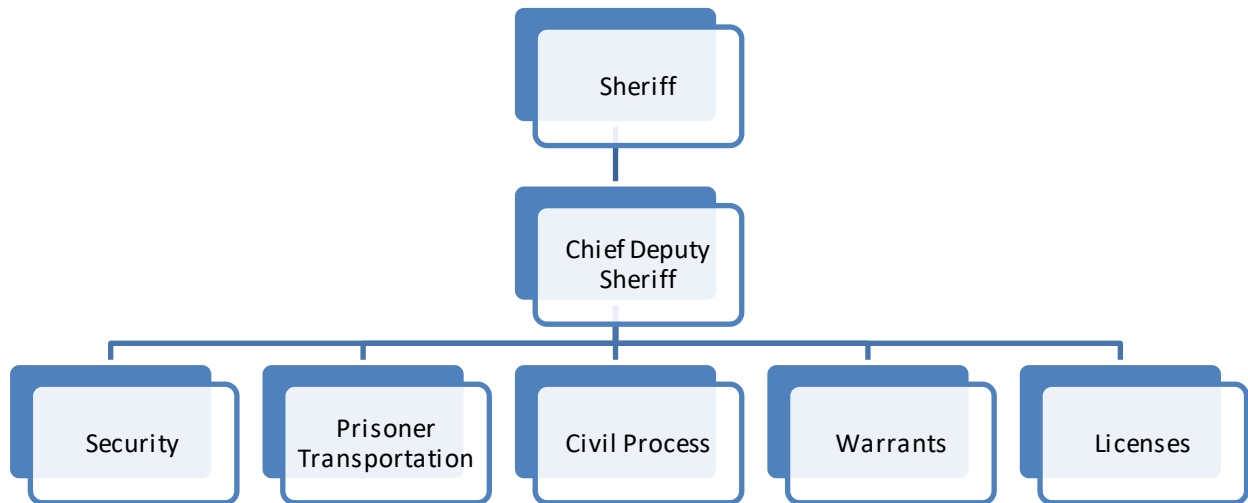 Sheriff
Chief Deputy
Sheriff
Security
Prisoner
Transportation
Civil Process
Warrants
Licenses